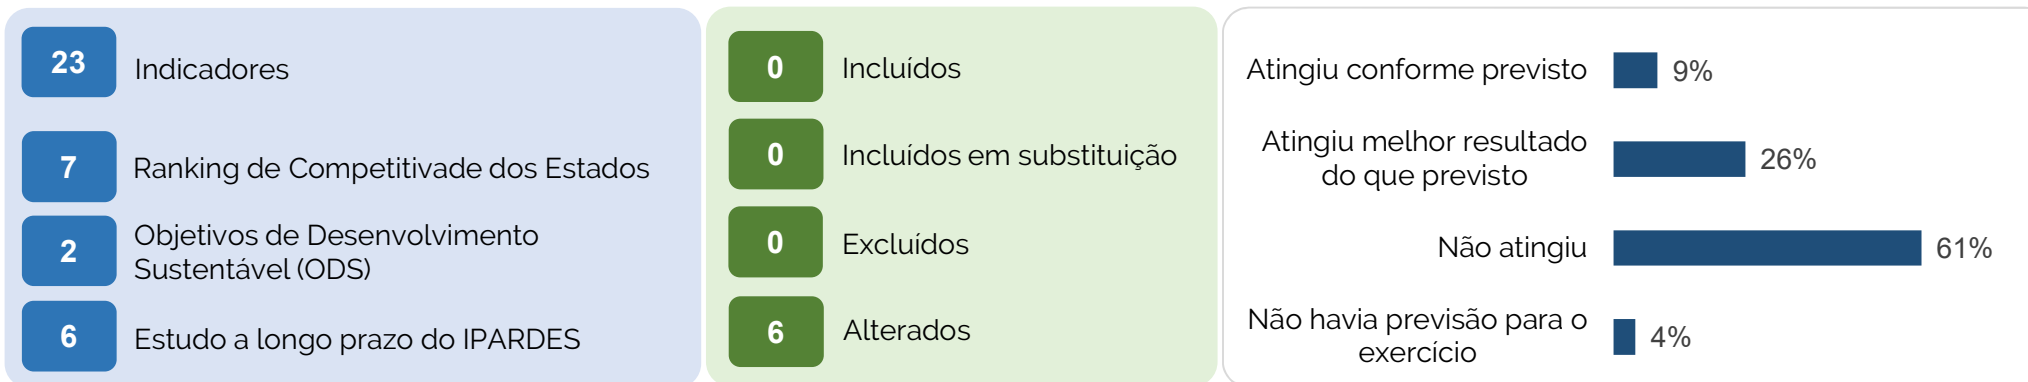 23
Indicadores
7
Ranking de Competitivade dos Estados
2
Objetivos de Desenvolvimento
Sustentável (ODS)
6
Estudo a longo prazo do IPARDES
0
Incluídos
0
Incluídos em substituição
0
Excluídos
6
Alterados
Atingiu conforme previsto
9%
Atingiu melhor resultado
do que previsto
26%
Não atingiu
61%
Não havia previsão para o
exercício
4%